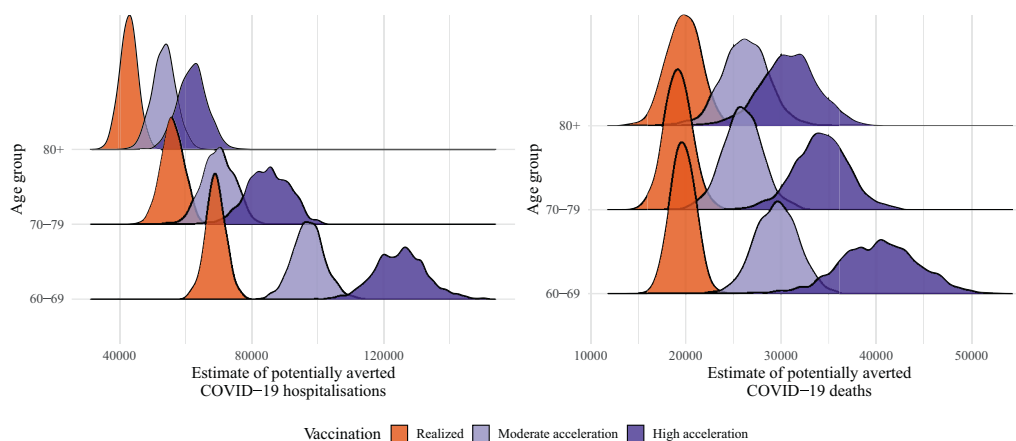 Age group
80+
70−79
60−69
40000 80000 120000
Estimate of potentially averted
COVID−19 hospitalisations
Age group
80+
70−79
60−69
10000 20000 30000 40000 50000
Estimate of potentially averted
COVID−19 deaths
Vaccination Realized Moderate acceleration High acceleration